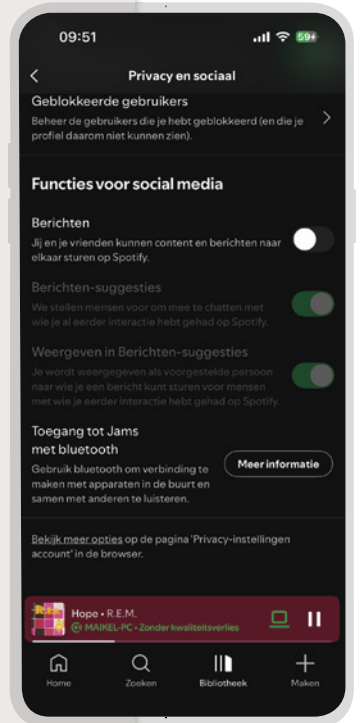 09:51
59
Privacy en sociaal
Geblokkeerde gebruikers
Beheer de gebruikers die je hebt geblokkeerd (en die je
profiel daarom niet kunnen zien).
Functies voor social media
Berichten
Jij en je vrienden kunnen content en berichten naar
elkaar sturen op Spotify.
Berichten-suggesties
We stellen mensen voor om mee te chatten met
wie je al eerder interactie hebt gehad op Spotify.
Weergeven in Berichten-suggesties
Je wordt weergegeven als voorgestelde persoon
naar wie je een bericht kunt sturen voor mensen
met wie je eerder interactie hebt gehad op Spotify.
Toegang tot Jams
met bluetooth
Gebruik bluetooth om verbinding te
maken met apparaten in de buurt en
samen met anderen te luisteren.
Meer informatie
Bekijk meer opties op de pagina 'Privacy-instellingen
account' in de browser.
Hope • R.E.M.
MAIKEL-PC • Zonder kwaliteitsverlies
Home
Zoeken
Bibliotheek
Maken